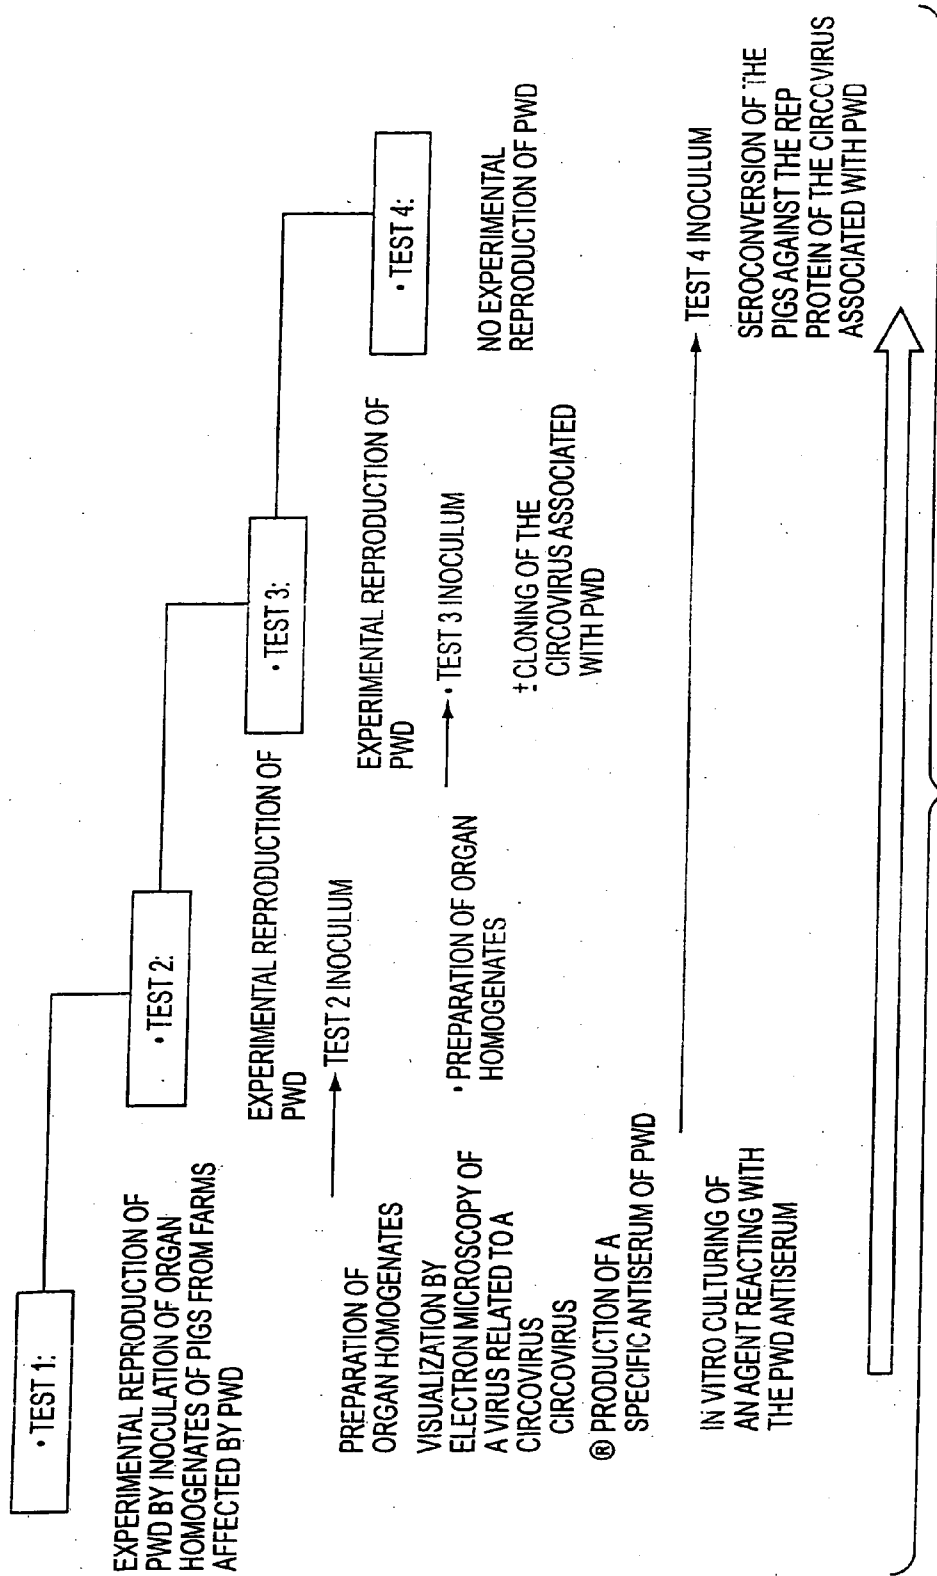 • TEST 1:
EXPERIMENTAL REPRODUCTION OF
PWD BY INOCULATION OF ORGAN
HOMOGENATES OF PIGS FROM FARMS
AFFECTED BY PWD
• TEST 2:
EXPERIMENTAL REPRODUCTION OF
PWD
• TEST 3:
EXPERIMENTAL REPRODUCTION OF
PWD
• TEST 4:
NO EXPERIMENTAL
REPRODUCTION OF PWD
PREPARATION OF
ORGAN HOMOGENATES
TEST 2 INOCULUM
VISUALIZATION BY
ELECTRON MICROSCOPY OF
A VIRUS RELATED TO A
CIRCOVIRUS
CIRCOVIRUS
• PREPARATION OF ORGAN
HOMOGENATES
• TEST 3 INOCULUM
± CLONING OF THE
CIRCOVIRUS ASSOCIATED
WITH PWD
® PRODUCTION OF A
SPECIFIC ANTISERUM OF PWD
IN VITRO CULTURING OF
AN AGENT REACTING WITH
THE PWD ANTISERUM
TEST 4 INOCULUM
SEROCONVERSION OF THE
PIGS AGAINST THE REP
PROTEIN OF THE CIRCOVIRUS
ASSOCIATED WITH PWD